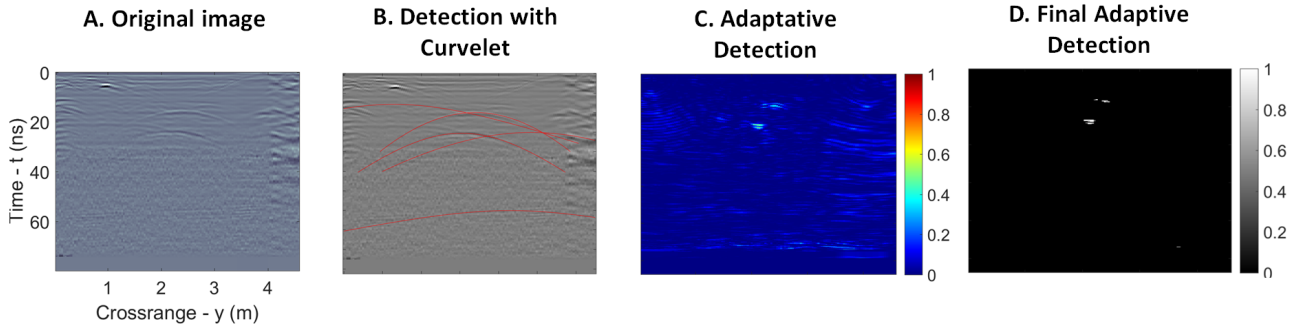 A. Original image
B. Detection with
Curvelet
C. Adaptative
Detection
D. Final Adaptive
Detection
0
20
40
60
Time - t (ns)
1 2 3 4
Crossrange - y (m)
1
0.8
0.6
0.4
0.2
0
1
0.8
0.6
0.4
0.2
0